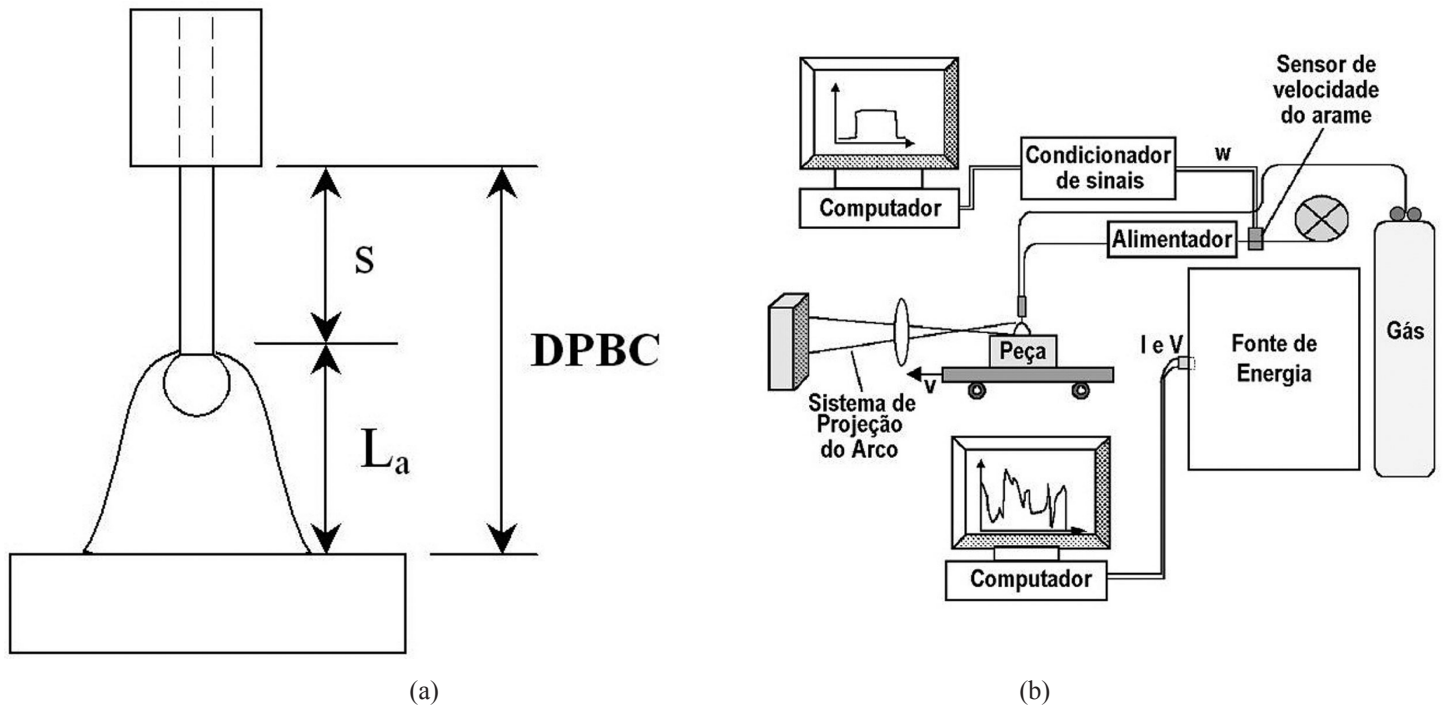 s
DPBC
La
(a)
Sensor de
velocidade
do arame
Condicionador
de sinais
w
Computador
Alimentador
Gás
Peça
I e V
Fonte de
Energia
v
Sistema de
Projeção
do Arco
Computador
(b)